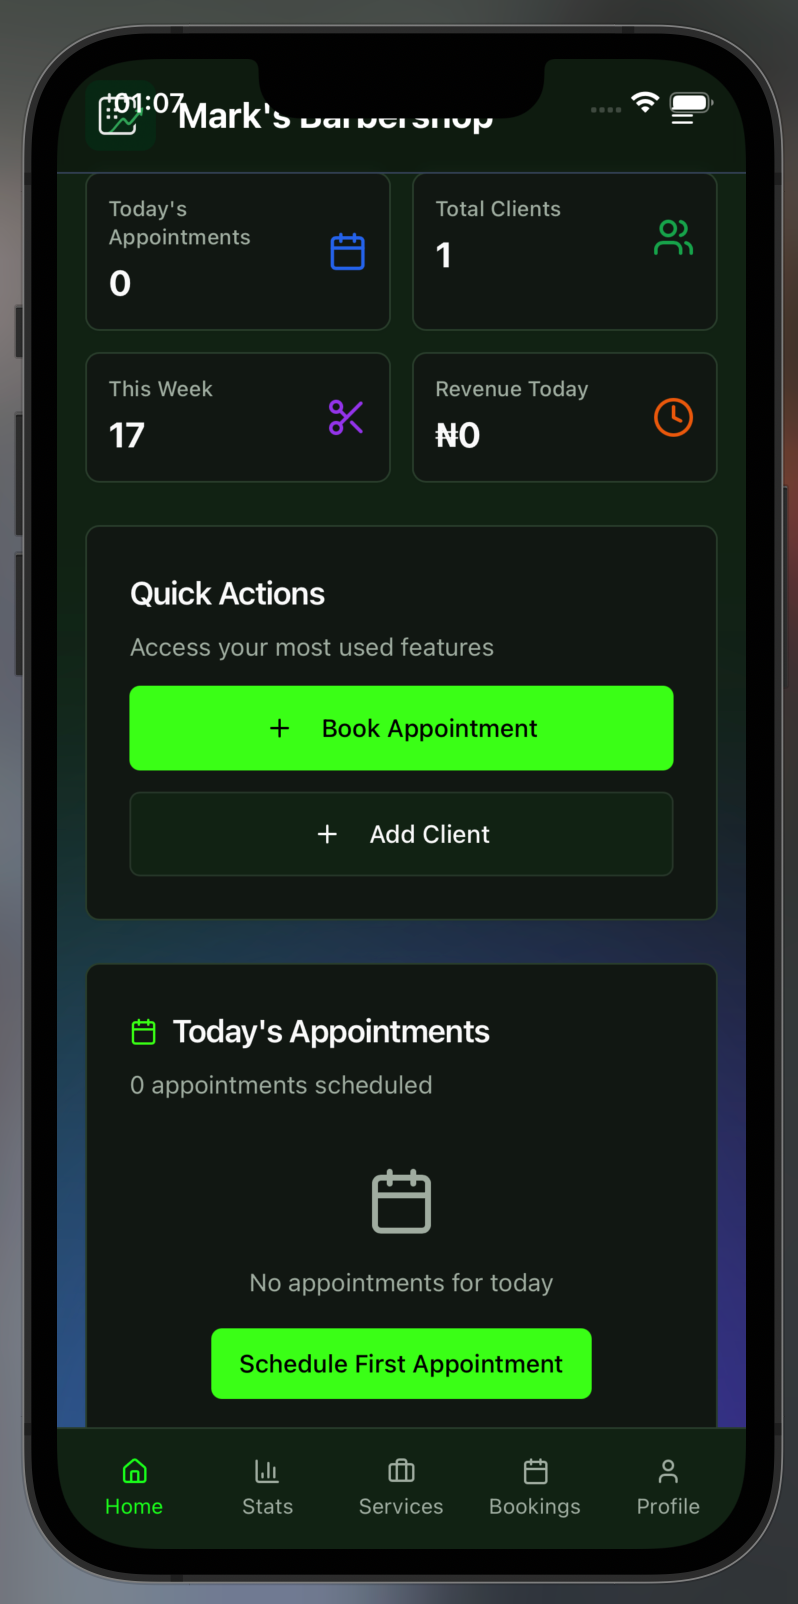 01:07
Mark's Barbershop
Today's
Appointments
0
Total Clients
1
This Week
17
Revenue Today
₦0
Quick Actions
Access your most used features
Book Appointment
Add Client
Today's Appointments
0 appointments scheduled
No appointments for today
Schedule First Appointment
Home
Stats
Services
Bookings
Profile